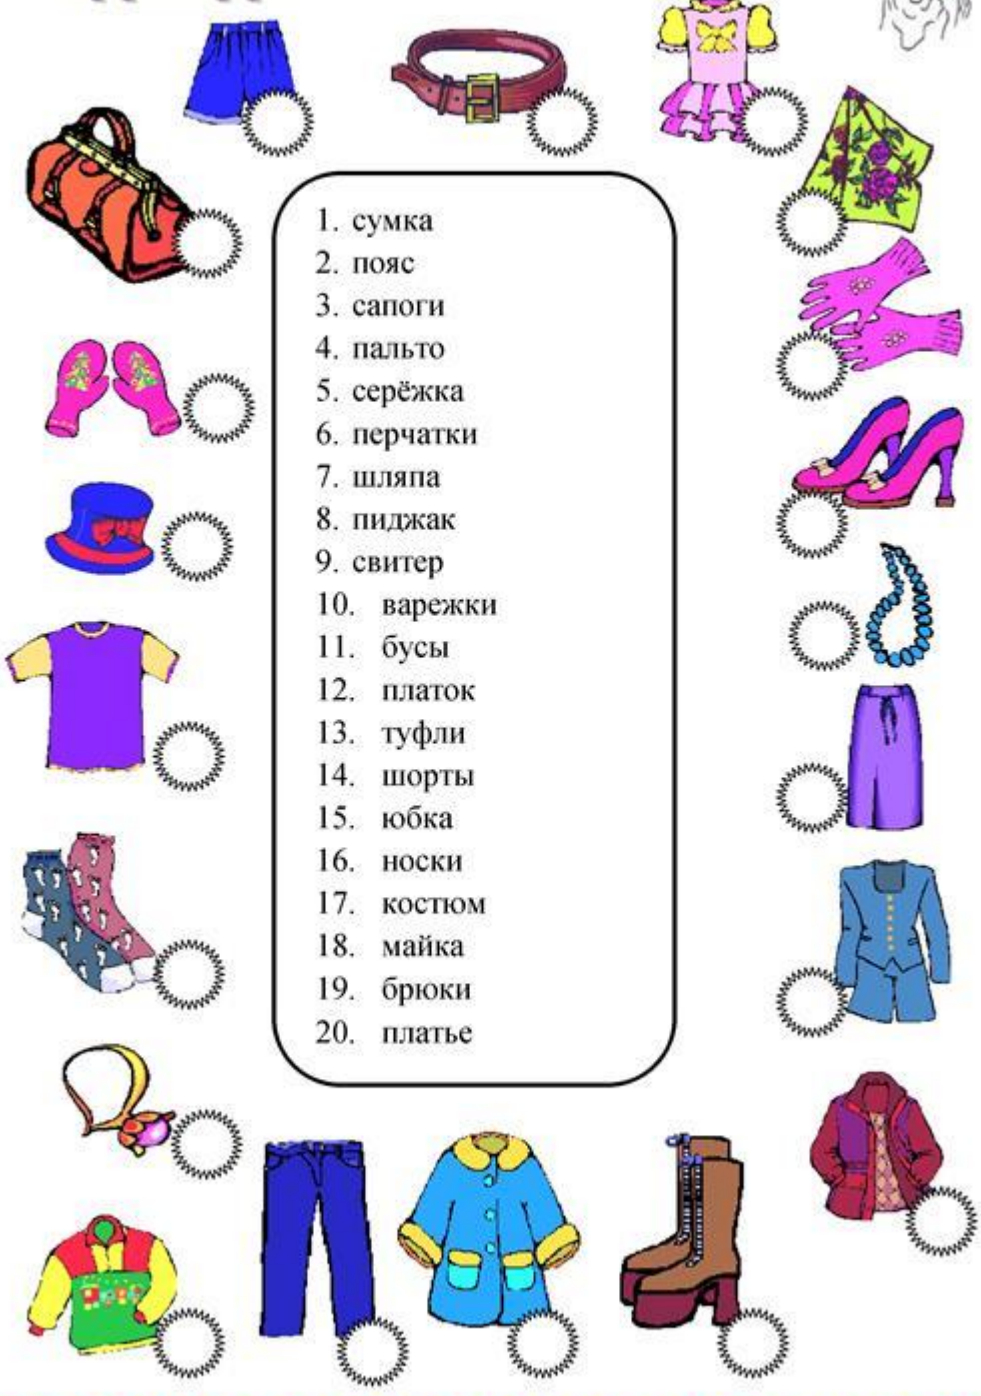 1. сумка
2. пояс
3. сапоги
4. пальто
5. серёжка
6. перчатки
7. шляпа
8. пиджак
9. свитер
10. варежки
11. бусы
12. платок
13. туфли
14. шорты
15. юбка
16. носки
17. костюм
18. майка
19. брюки
20. платье